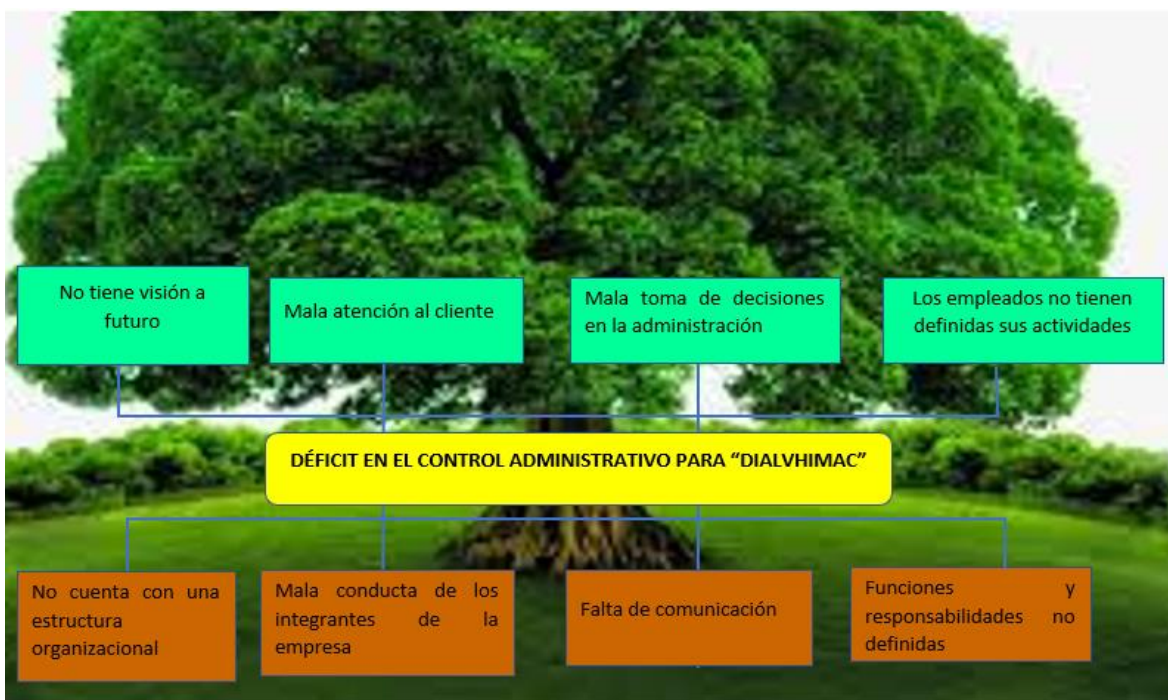 No tiene visión a
futuro
Mala atención al cliente
Mala toma de decisiones
en la administración
Los empleados no tienen
definidas sus actividades
DÉFICIT EN EL CONTROL ADMINISTRATIVO PARA “DIALVHIMAC”
No cuenta con una
estructura
organizacional
Mala conducta de los
integrantes de la
empresa
Falta de comunicación
Funciones y
responsabilidades no
definidas